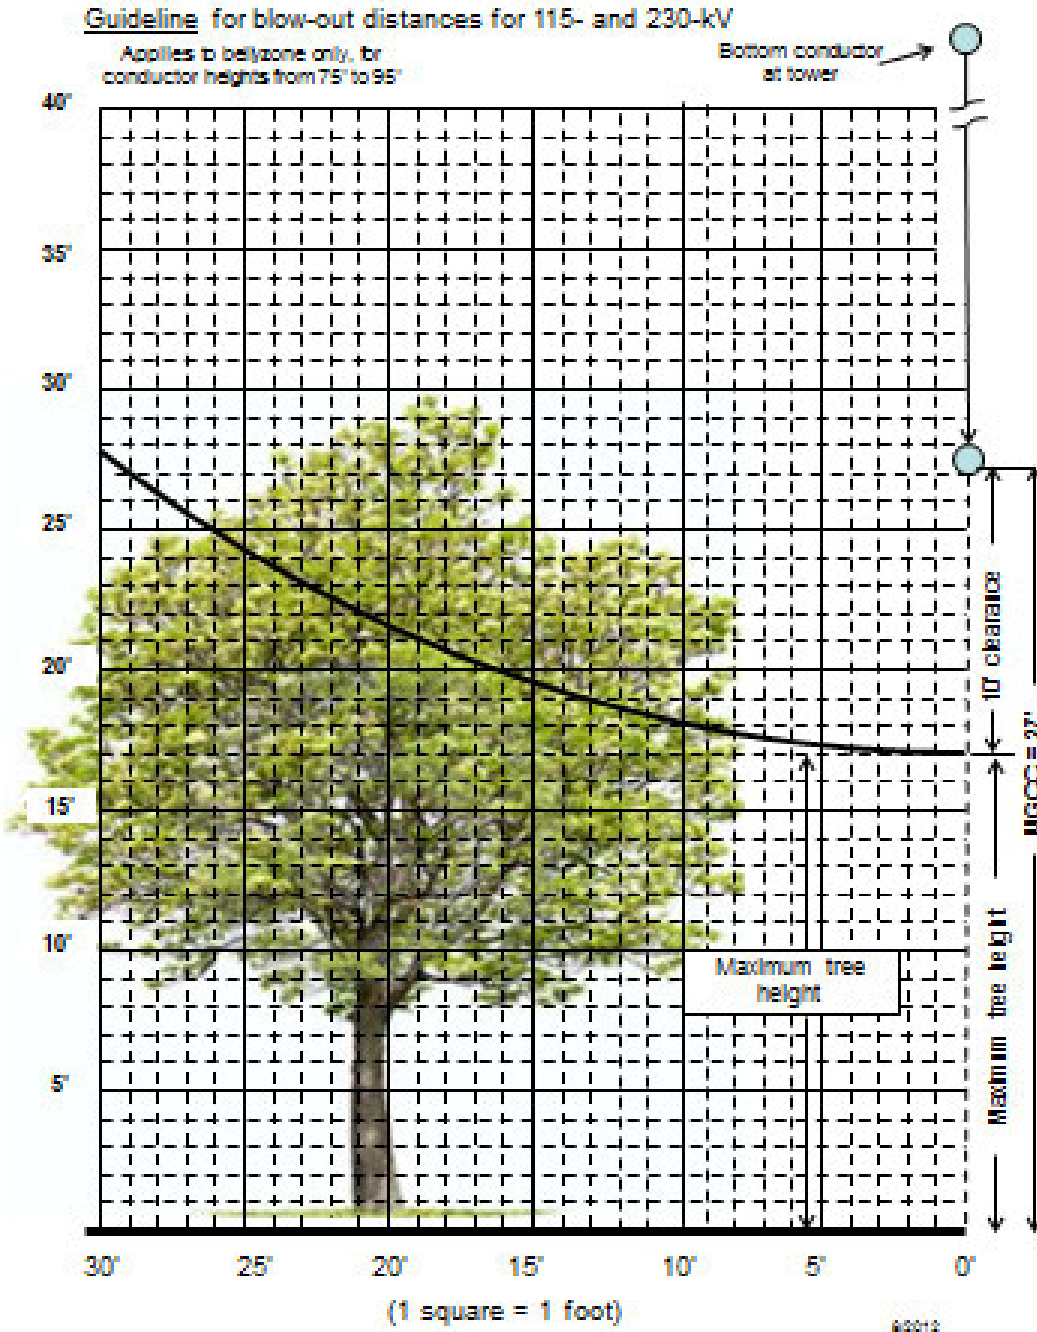 Guideline for blow-out distances for 115- and 230-kV
Applies to bellyzone only, for
conductor heights from 75' to 95'
Bottom conductor
at tower
40'
35'
30'
25'
20'
15'
10'
5'
10' clearance
MGCC = 27'
Maximum tree height
Maximum tree
height
30'
25'
20'
15'
10'
5'
0'
(1 square = 1 foot)